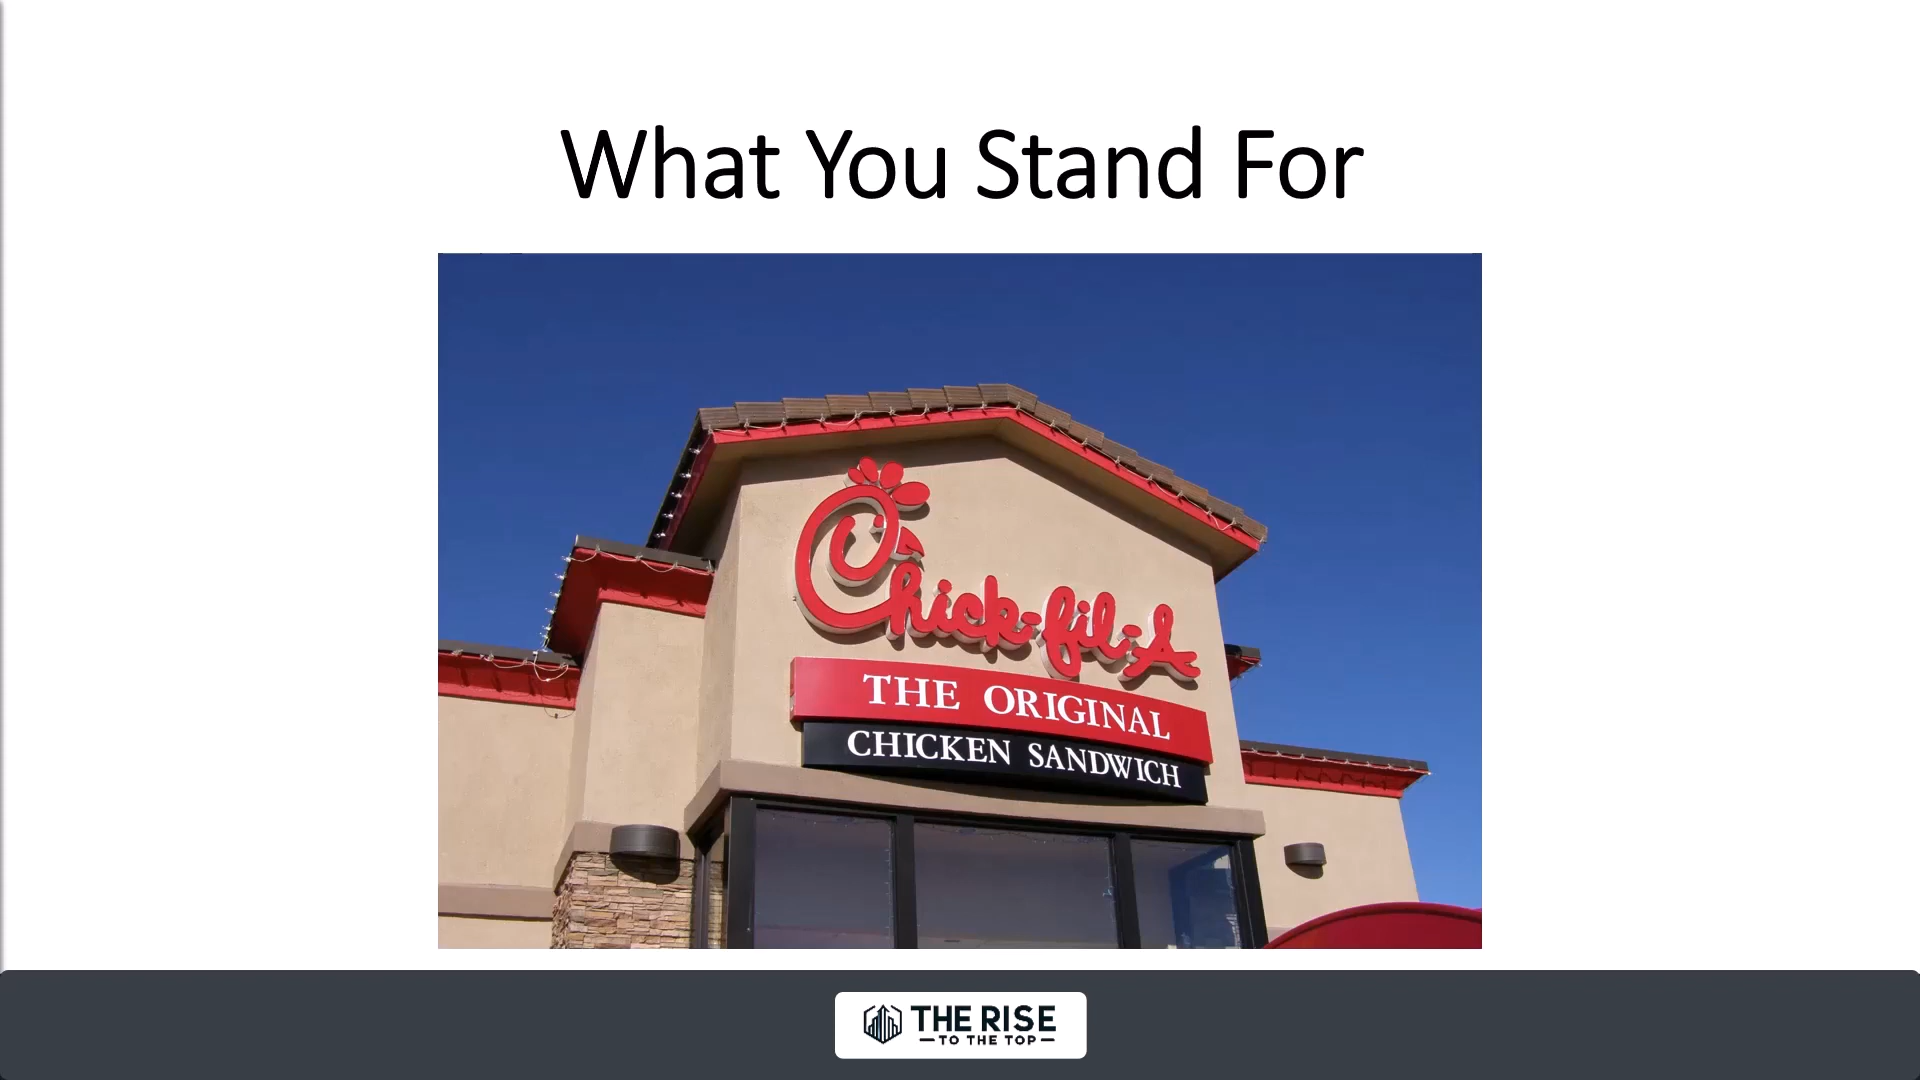 What You Stand For
Chick-fil-A
THE ORIGINAL
CHICKEN SANDWICH
THE RISE
TO THE TOP